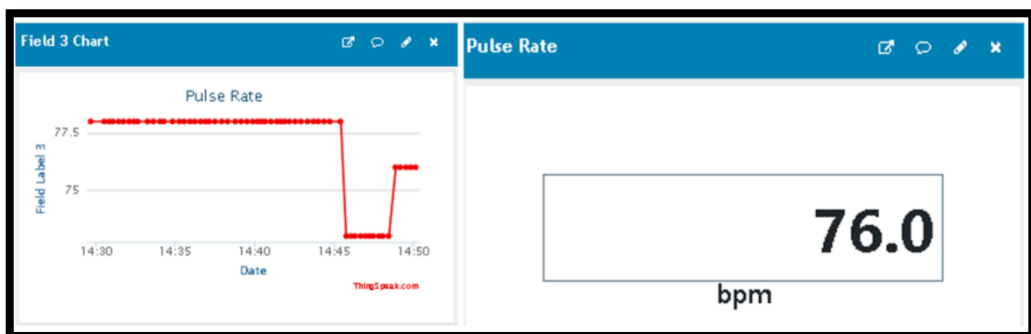 Field 3 Chart
Pulse Rate
Field Label 3
77.5
75
14:30 14:35 14:40 14:45 14:50
Date
ThingSpeak.com
Pulse Rate
76.0
bpm